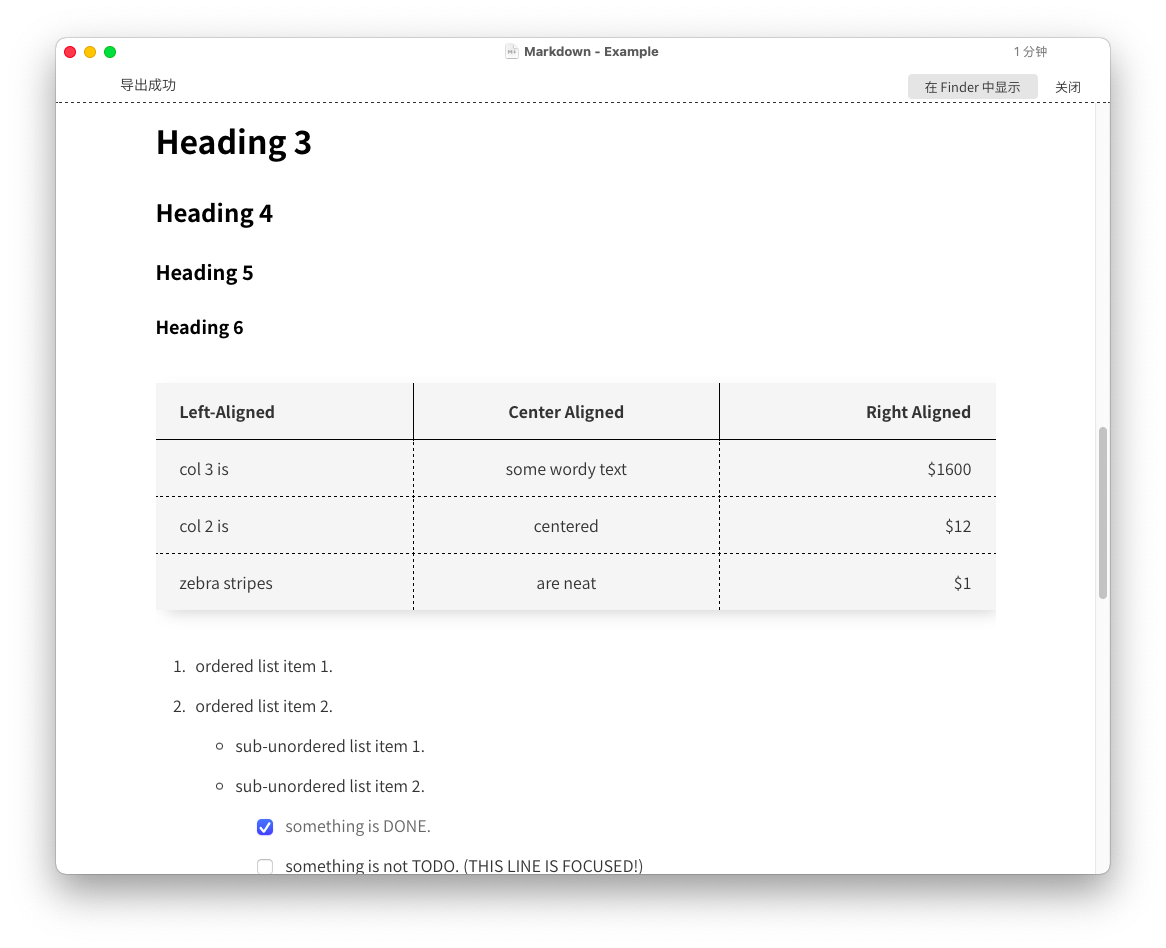 Markdown - Example
1 分钟
导出成功
在 Finder 中显示
关闭
Heading 3
Heading 4
Heading 5
Heading 6
Left-Aligned Center Aligned Right Aligned
col 3 is some wordy text $1600
col 2 is centered $12
zebra stripes are neat $1
1. ordered list item 1.
2. ordered list item 2.
sub-unordered list item 1.
sub-unordered list item 2.
something is DONE.
something is not TODO. (THIS LINE IS FOCUSED!)